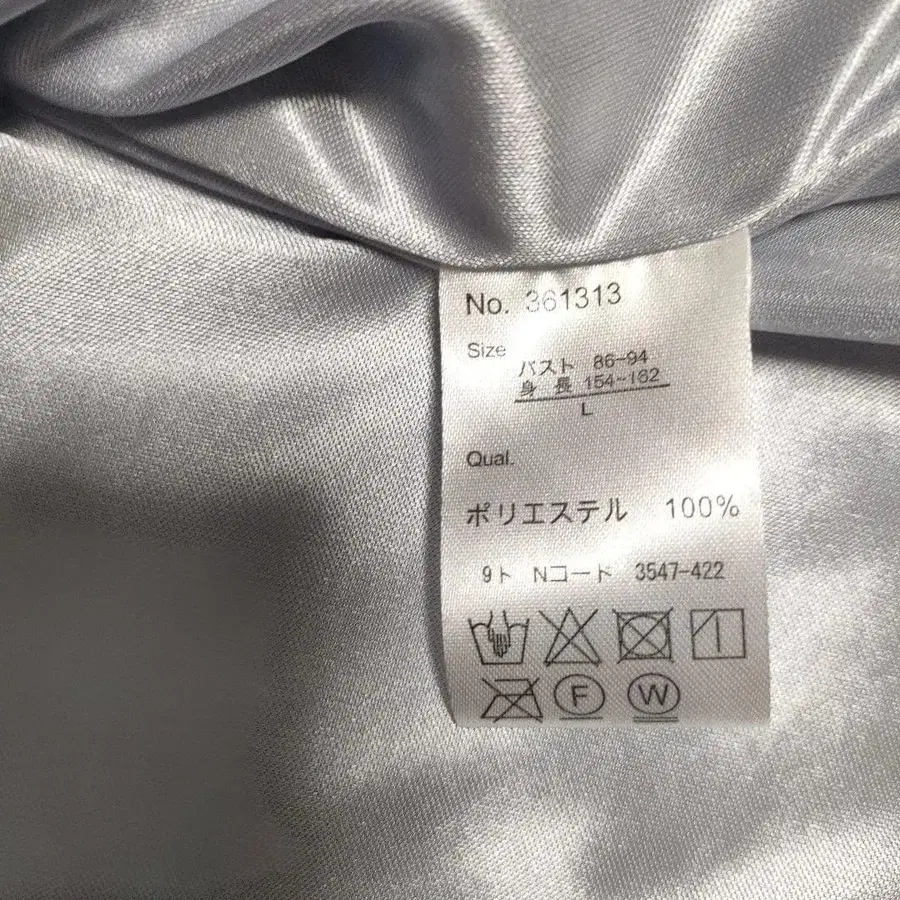 No. 361313
Size
バスト 86-94
身 長 154-162
L
Qual.
ポリエステル 100%
9ト Nコード 3547-422
F W